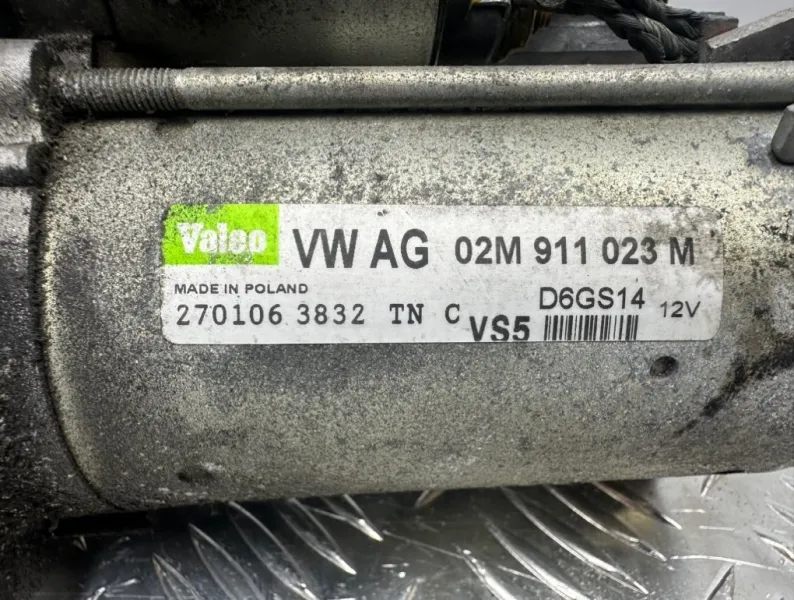 Valeo VW AG 02M 911 023 M
MADE IN POLAND
D6GS14 12V
270106 3832 TN C VS5